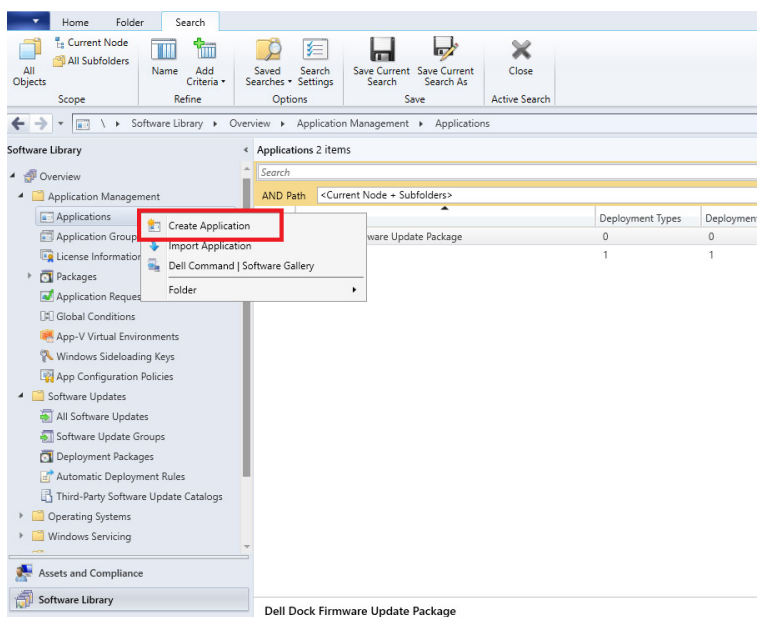 Home Folder Search
Current Node
All Subfolders
All Objects
Name
Add Criteria
Saved Searches
Search Settings
Save Current Search
Save Current Search As
Close
Scope Refine Options Save Active Search
\ Software Library Overview Application Management Applications
Software Library
Applications 2 items
Search
AND Path <Current Node + Subfolders>
Overview
Application Management
Applications
Application Group
License Information
Packages
Application Reques
Global Conditions
App-V Virtual Environments
Windows Sideloading Keys
App Configuration Policies
Software Updates
All Software Updates
Software Update Groups
Deployment Packages
Automatic Deployment Rules
Third-Party Software Update Catalogs
Operating Systems
Windows Servicing
Create Application
Import Application
Dell Command | Software Gallery
Folder
Deployment Types Deploymen
ware Update Package 0 0
1 1
Assets and Compliance
Software Library
Dell Dock Firmware Update Package